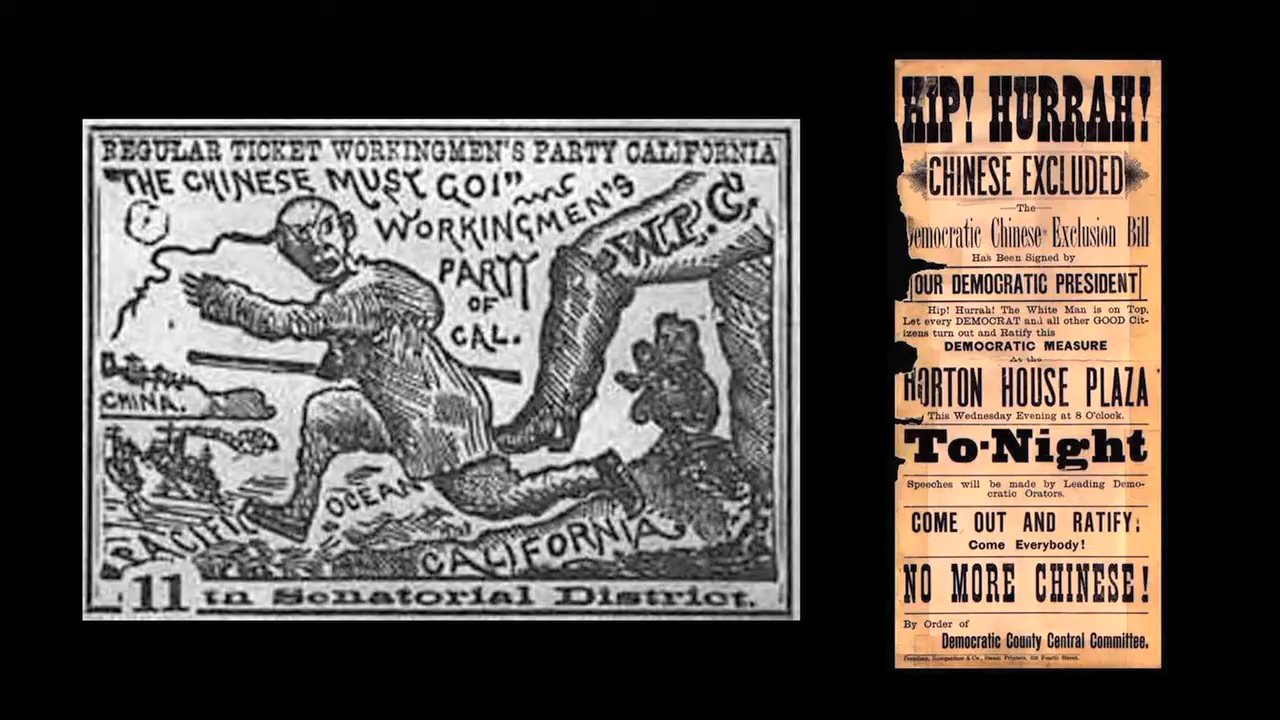 REGULAR TICKET WORKINGMEN'S PARTY CALIFORNIA
"THE CHINESE MUST GO!"
WORKINGMEN'S
PARTY
OF
CAL.
W.P.C.
CHINA.
PACIFIC
OCEAN
CALIFORNIA
11th Senatorial District.
HIP! HURRAH!
CHINESE EXCLUDED
The
Democratic Chinese Exclusion Bill
Has Been Signed by
OUR DEMOCRATIC PRESIDENT
Hip! Hurrah! The White Man is on Top.
Let every DEMOCRAT and all other GOOD Cit-
izens turn out and Ratify this
DEMOCRATIC MEASURE
At the
HORTON HOUSE PLAZA
This Wednesday Evening at 8 O'clock.
To-Night
Speeches will be made by Leading Demo-
cratic Orators.
COME OUT AND RATIFY!
Come Everybody!
NO MORE CHINESE!
By Order of
Democratic County Central Committee.